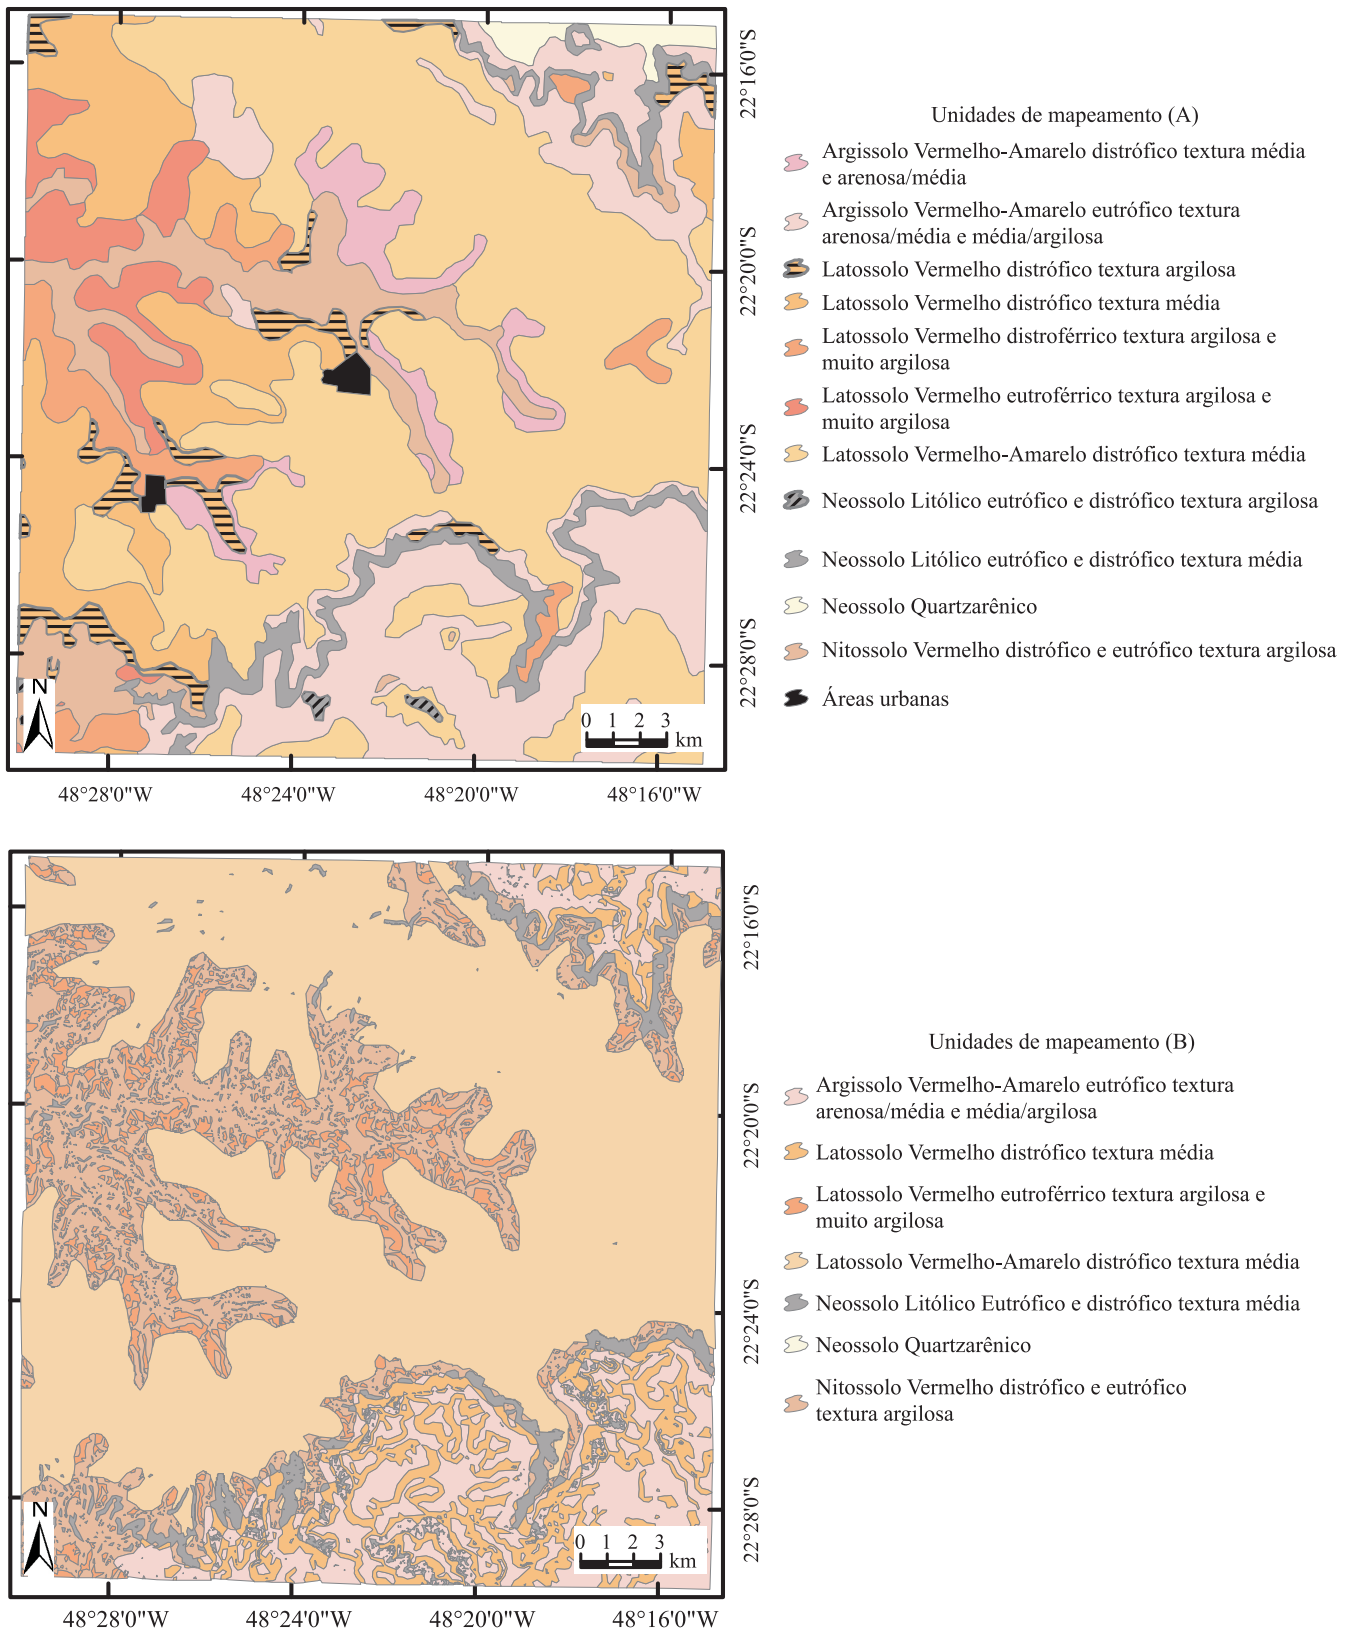 22°16'0"S
22°20'0"S
22°24'0"S
22°28'0"S
N
0 1 2 3
km
48°28'0"W 48°24'0"W 48°20'0"W 48°16'0"W
Unidades de mapeamento (A)
Argissolo Vermelho-Amarelo distrófico textura média
e arenosa/média
Argissolo Vermelho-Amarelo eutrófico textura
arenosa/média e média/argilosa
Latossolo Vermelho distrófico textura argilosa
Latossolo Vermelho distrófico textura média
Latossolo Vermelho distroférrico textura argilosa e
muito argilosa
Latossolo Vermelho eutroférrico textura argilosa e
muito argilosa
Latossolo Vermelho-Amarelo distrófico textura média
Neossolo Litólico eutrófico e distrófico textura argilosa
Neossolo Litólico eutrófico e distrófico textura média
Neossolo Quartzarênico
Nitossolo Vermelho distrófico e eutrófico textura argilosa
Áreas urbanas
22°16'0"S
22°20'0"S
22°24'0"S
22°28'0"S
N
0 1 2 3
km
48°28'0"W 48°24'0"W 48°20'0"W 48°16'0"W
Unidades de mapeamento (B)
Argissolo Vermelho-Amarelo eutrófico textura
arenosa/média e média/argilosa
Latossolo Vermelho distrófico textura média
Latossolo Vermelho eutroférrico textura argilosa e
muito argilosa
Latossolo Vermelho-Amarelo distrófico textura média
Neossolo Litólico Eutrófico e distrófico textura média
Neossolo Quartzarênico
Nitossolo Vermelho distrófico e eutrófico
textura argilosa